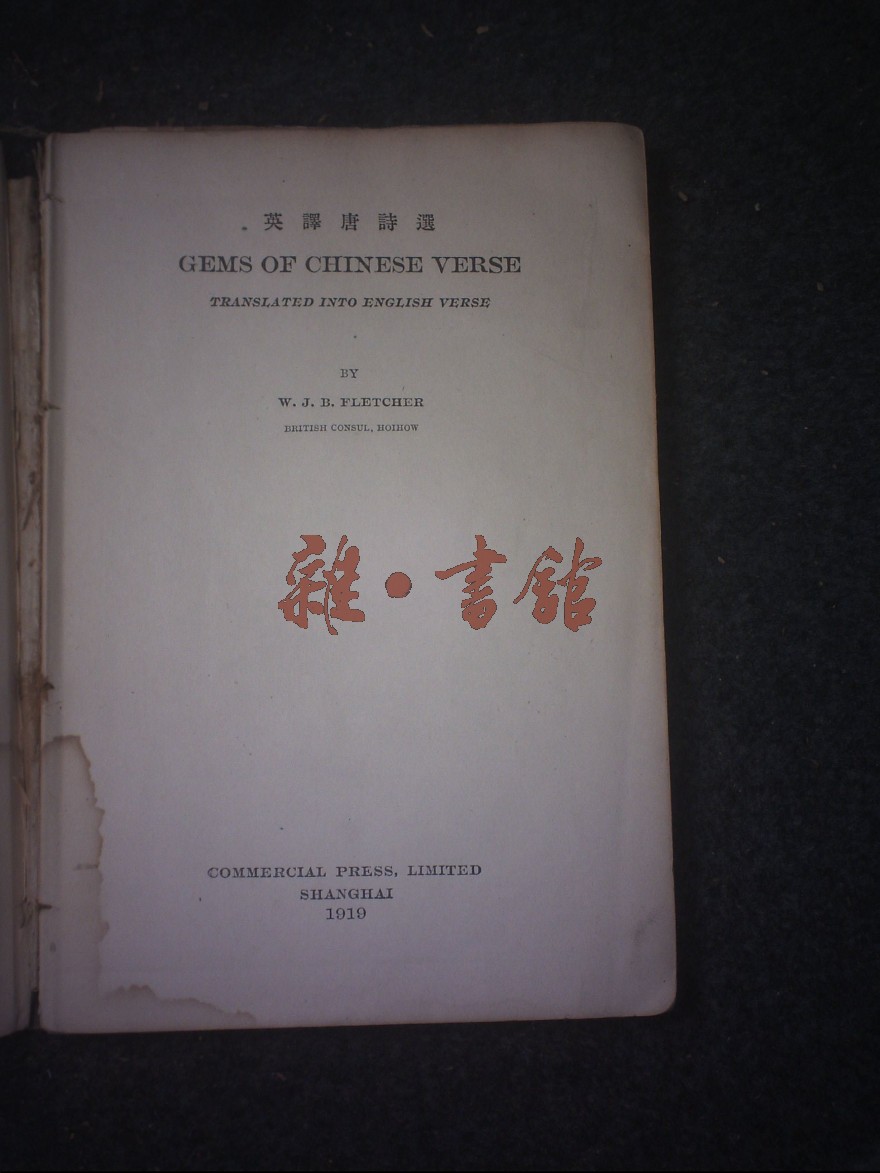 英譯唐詩選
GEMS OF CHINESE VERSE
TRANSLATED INTO ENGLISH VERSE
BY
W. J. B. FLETCHER
BRITISH CONSUL, HOIHOW
雜·書館
COMMERCIAL PRESS, LIMITED
SHANGHAI
1919